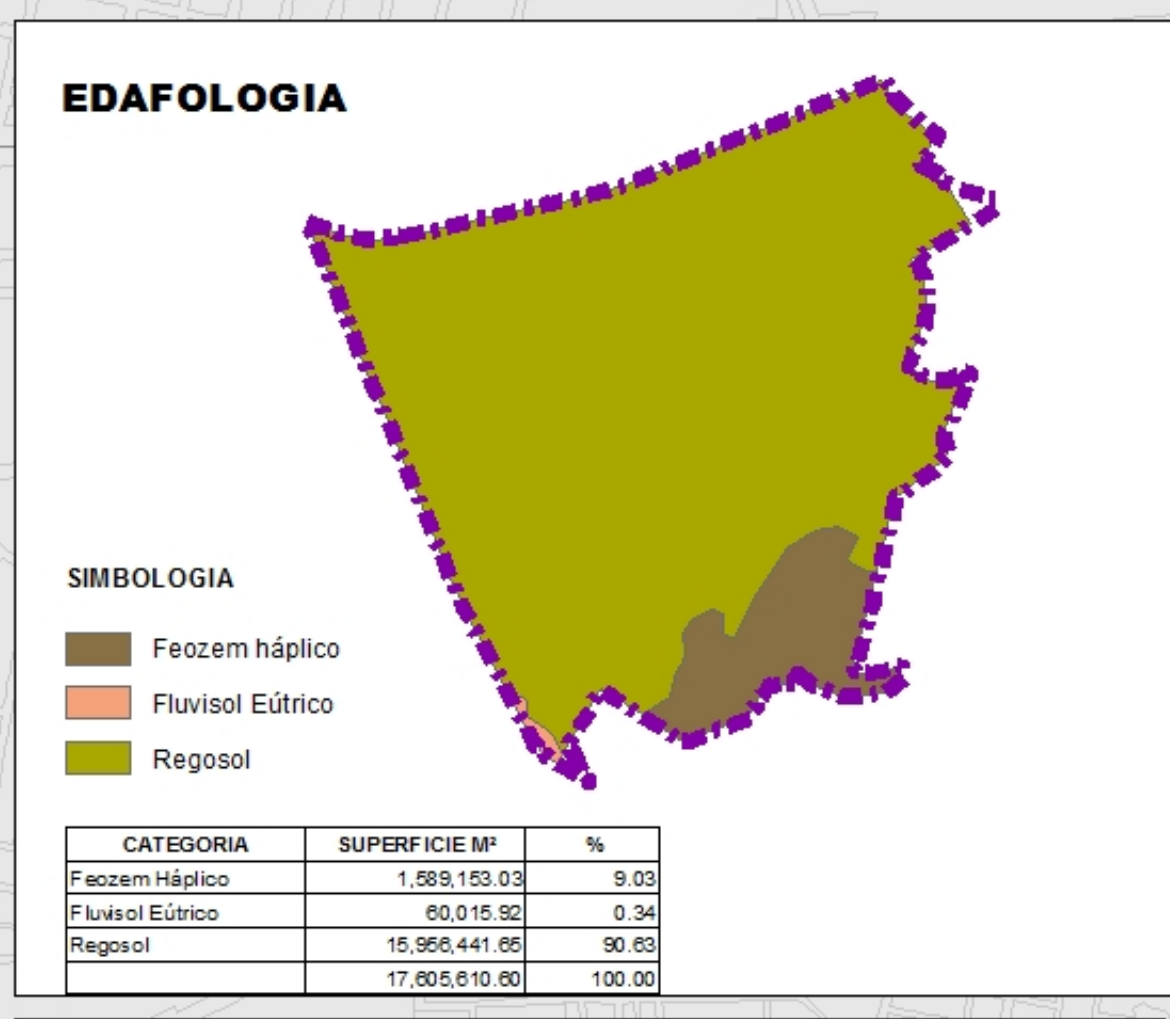 EDAFOLOGIA
SIMBOLOGIA
Feozem háplico
Fluvisol Eútrico
Regosol
CATEGORIA SUPERFICIE M² %
Feozem Háplico 1,589,153.03 9.03
Fluvisol Eútrico 60,015.92 0.34
Regosol 15,956,441.65 90.63
17,605,610.60 100.00